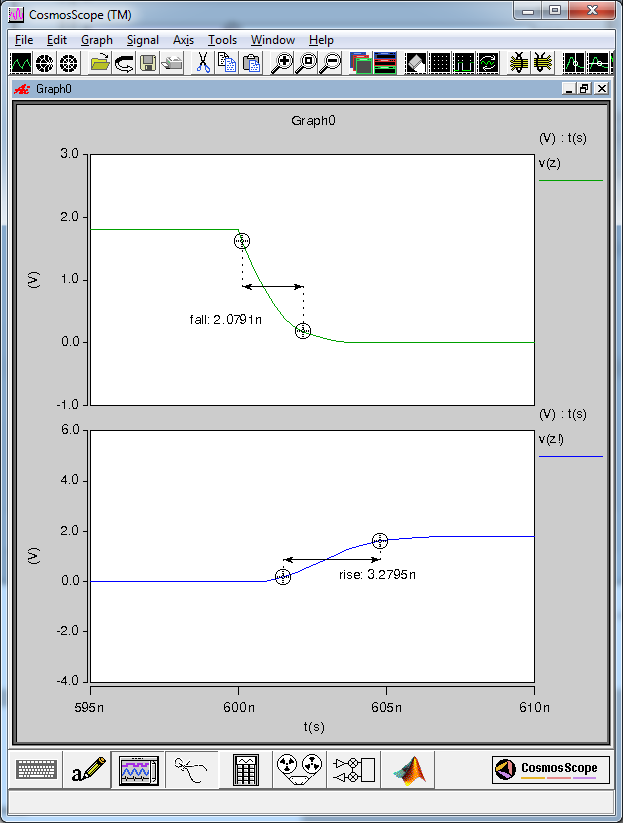 CosmosScope (TM)
File Edit Graph Signal Axis Tools Window Help
Graph0
Graph0
(V) : t(s)
v(z)
3.0
2.0
1.0
0.0
-1.0
(V)
fall: 2.0791n
(V) : t(s)
v(z!)
6.0
4.0
2.0
0.0
-2.0
-4.0
(V)
rise: 3.2795n
595n 600n 605n 610n
t(s)
a
CosmosScope